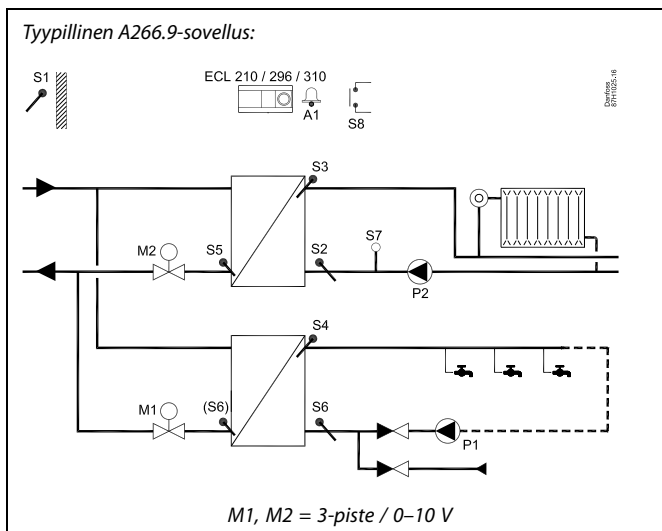 Tyypillinen A266.9-sovellus:
S1
ECL 210 / 296 / 310
A1
S8
Danfoss
87H1025.16
S3
M2
S5
S2
S7
P2
S4
M1
(S6)
S6
P1
M1, M2 = 3-piste / 0–10 V